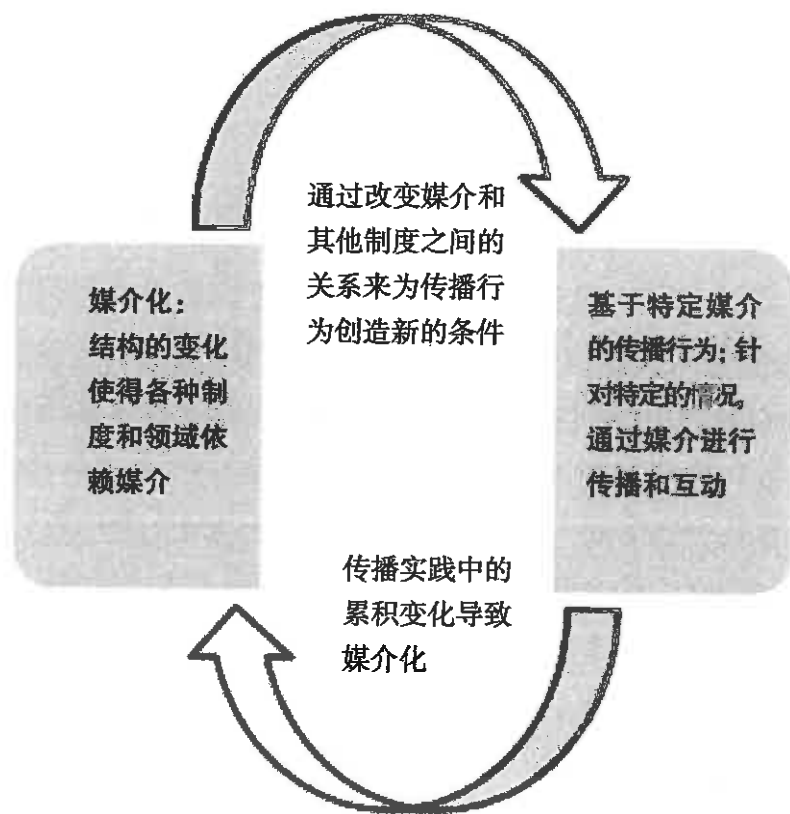 通过改变媒介和
其他制度之间的
关系来为传播行
为创造新的条件
媒介化：
结构的变化
使得各种制
度和领域依
赖媒介
基于特定媒介
的传播行为：针
对特定的情况，
通过媒介进行
传播和互动
传播实践中的
累积变化导致
媒介化